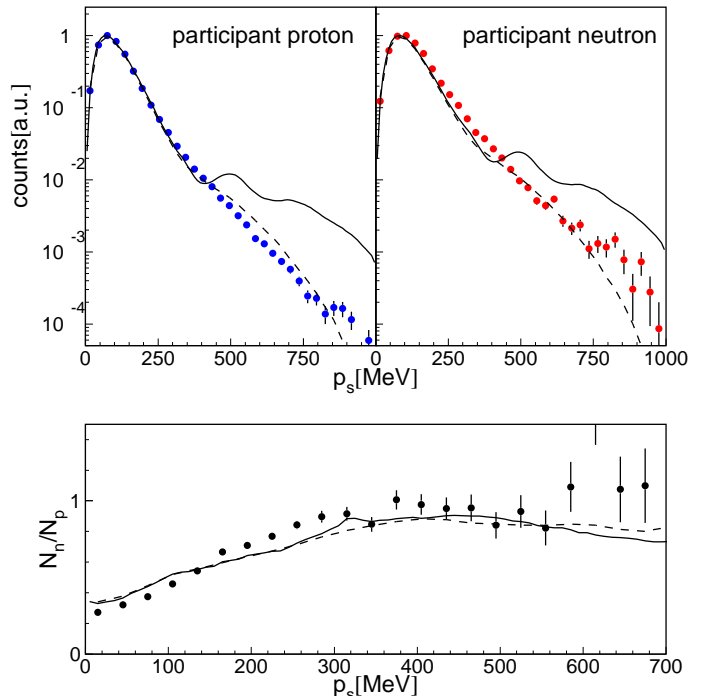 participant proton
participant neutron
counts[a.u.]
1
10^-1
10^-2
10^-3
10^-4
0 250 500 750 0 250 500 750 1000
p_s[MeV] p_s[MeV]
N_n/N_p
1
0
0 100 200 300 400 500 600 700
p_s[MeV]